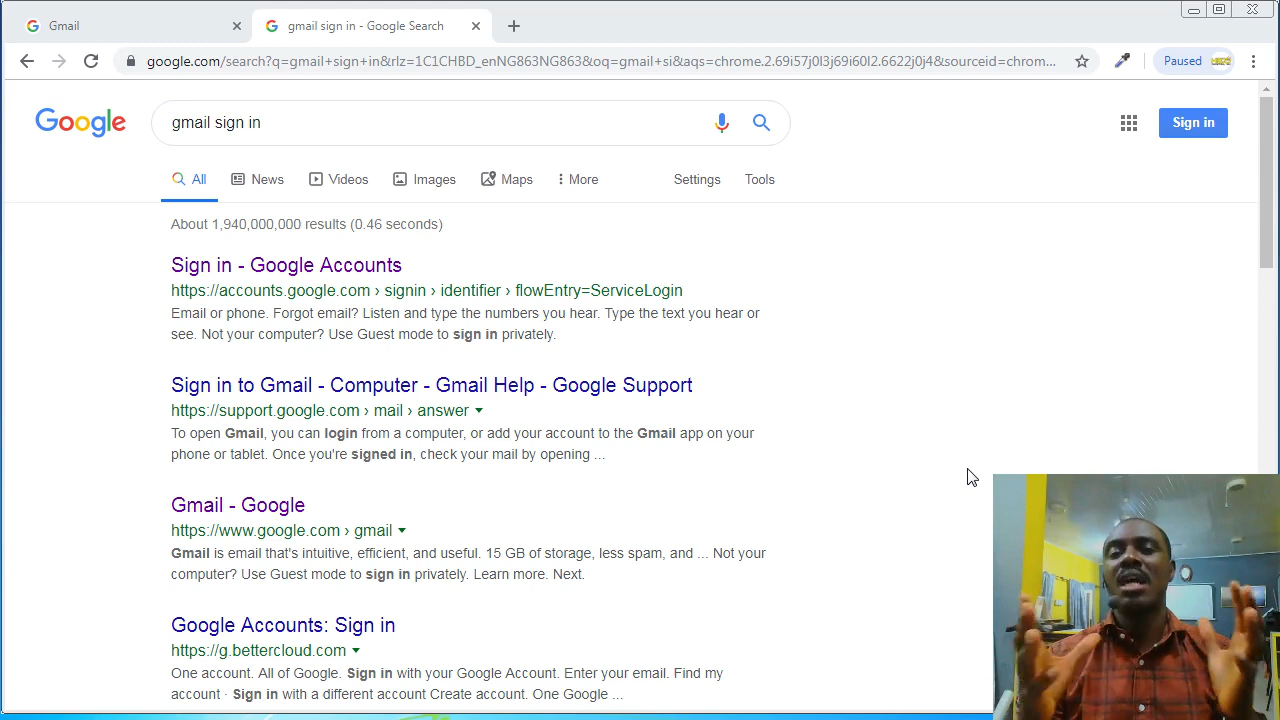 Gmail
gmail sign in - Google Search
google.com/search?q=gmail+sign+in&rlz=1C1CHBD_enNG863NG863&oq=gmail+si&aqs=chrome.2.69i57j0l3j69i60l2.6622j0j4&sourceid=chrom...
Paused
Google
gmail sign in
Sign in
All News Videos Images Maps More Settings Tools
About 1,940,000,000 results (0.46 seconds)
Sign in - Google Accounts
https://accounts.google.com › signin › identifier › flowEntry=ServiceLogin
Email or phone. Forgot email? Listen and type the numbers you hear. Type the text you hear or
see. Not your computer? Use Guest mode to sign in privately.
Sign in to Gmail - Computer - Gmail Help - Google Support
https://support.google.com › mail › answer
To open Gmail, you can login from a computer, or add your account to the Gmail app on your
phone or tablet. Once you're signed in, check your mail by opening ...
Gmail - Google
https://www.google.com › gmail
Gmail is email that's intuitive, efficient, and useful. 15 GB of storage, less spam, and ... Not your
computer? Use Guest mode to sign in privately. Learn more. Next.
Google Accounts: Sign in
https://g.bettercloud.com
One account. All of Google. Sign in with your Google Account. Enter your email. Find my
account · Sign in with a different account Create account. One Google ...